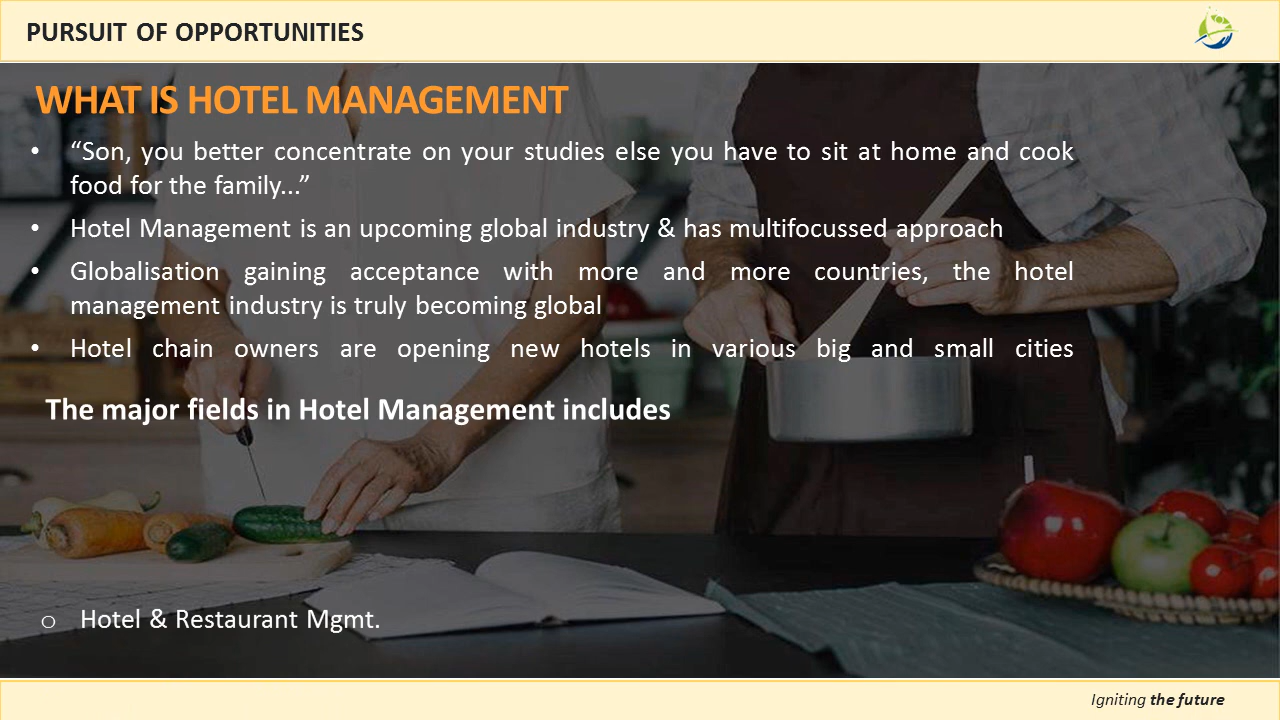 PURSUIT OF OPPORTUNITIES
WHAT IS HOTEL MANAGEMENT
• “Son, you better concentrate on your studies else you have to sit at home and cook
food for the family...”
• Hotel Management is an upcoming global industry & has multifocussed approach
• Globalisation gaining acceptance with more and more countries, the hotel
management industry is truly becoming global
• Hotel chain owners are opening new hotels in various big and small cities
The major fields in Hotel Management includes
o Hotel & Restaurant Mgmt.
Igniting the future